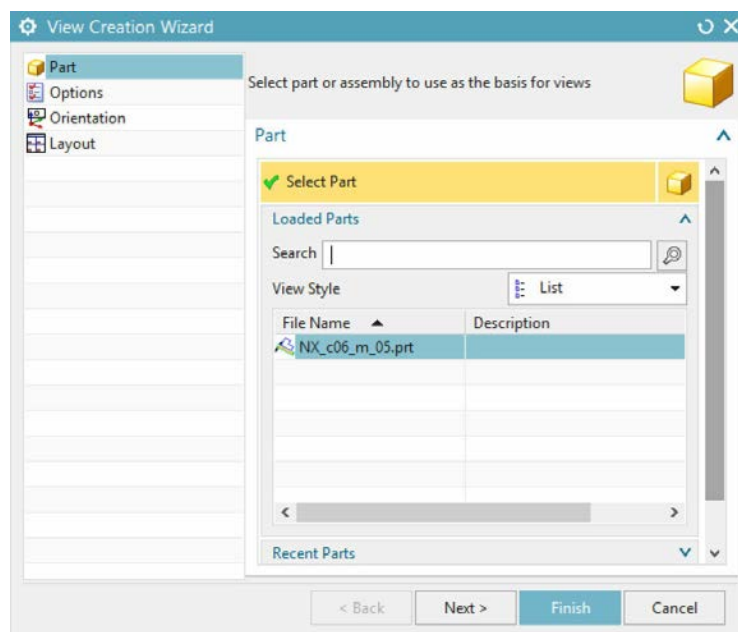 View Creation Wizard
Part
Options
Orientation
Layout
Select part or assembly to use as the basis for views
Part
Select Part
Loaded Parts
Search
View Style List
File Name Description
NX_c06_m_05.prt
Recent Parts
< Back Next > Finish Cancel